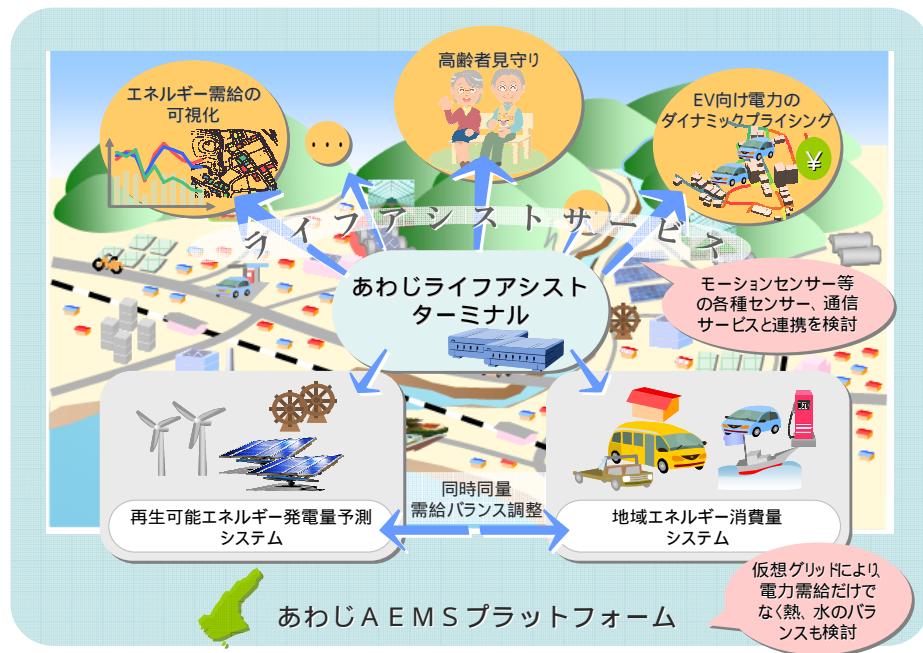 高齢者見守り
エネルギー需給の
可視化
・・・
EV向け電力の
ダイナミックプライシング
¥
ライフアシストサービス
あわじライフアシスト
ターミナル
モーションセンサー等
の各種センサー、通信
サービスと連携を検討
同時同量
需給バランス調整
再生可能エネルギー発電量予測
システム
地域エネルギー消費量
システム
仮想グリッドにより、
電力需給だけで
なく熱、水のバラ
ンスも検討
あわじAEMSプラットフォーム